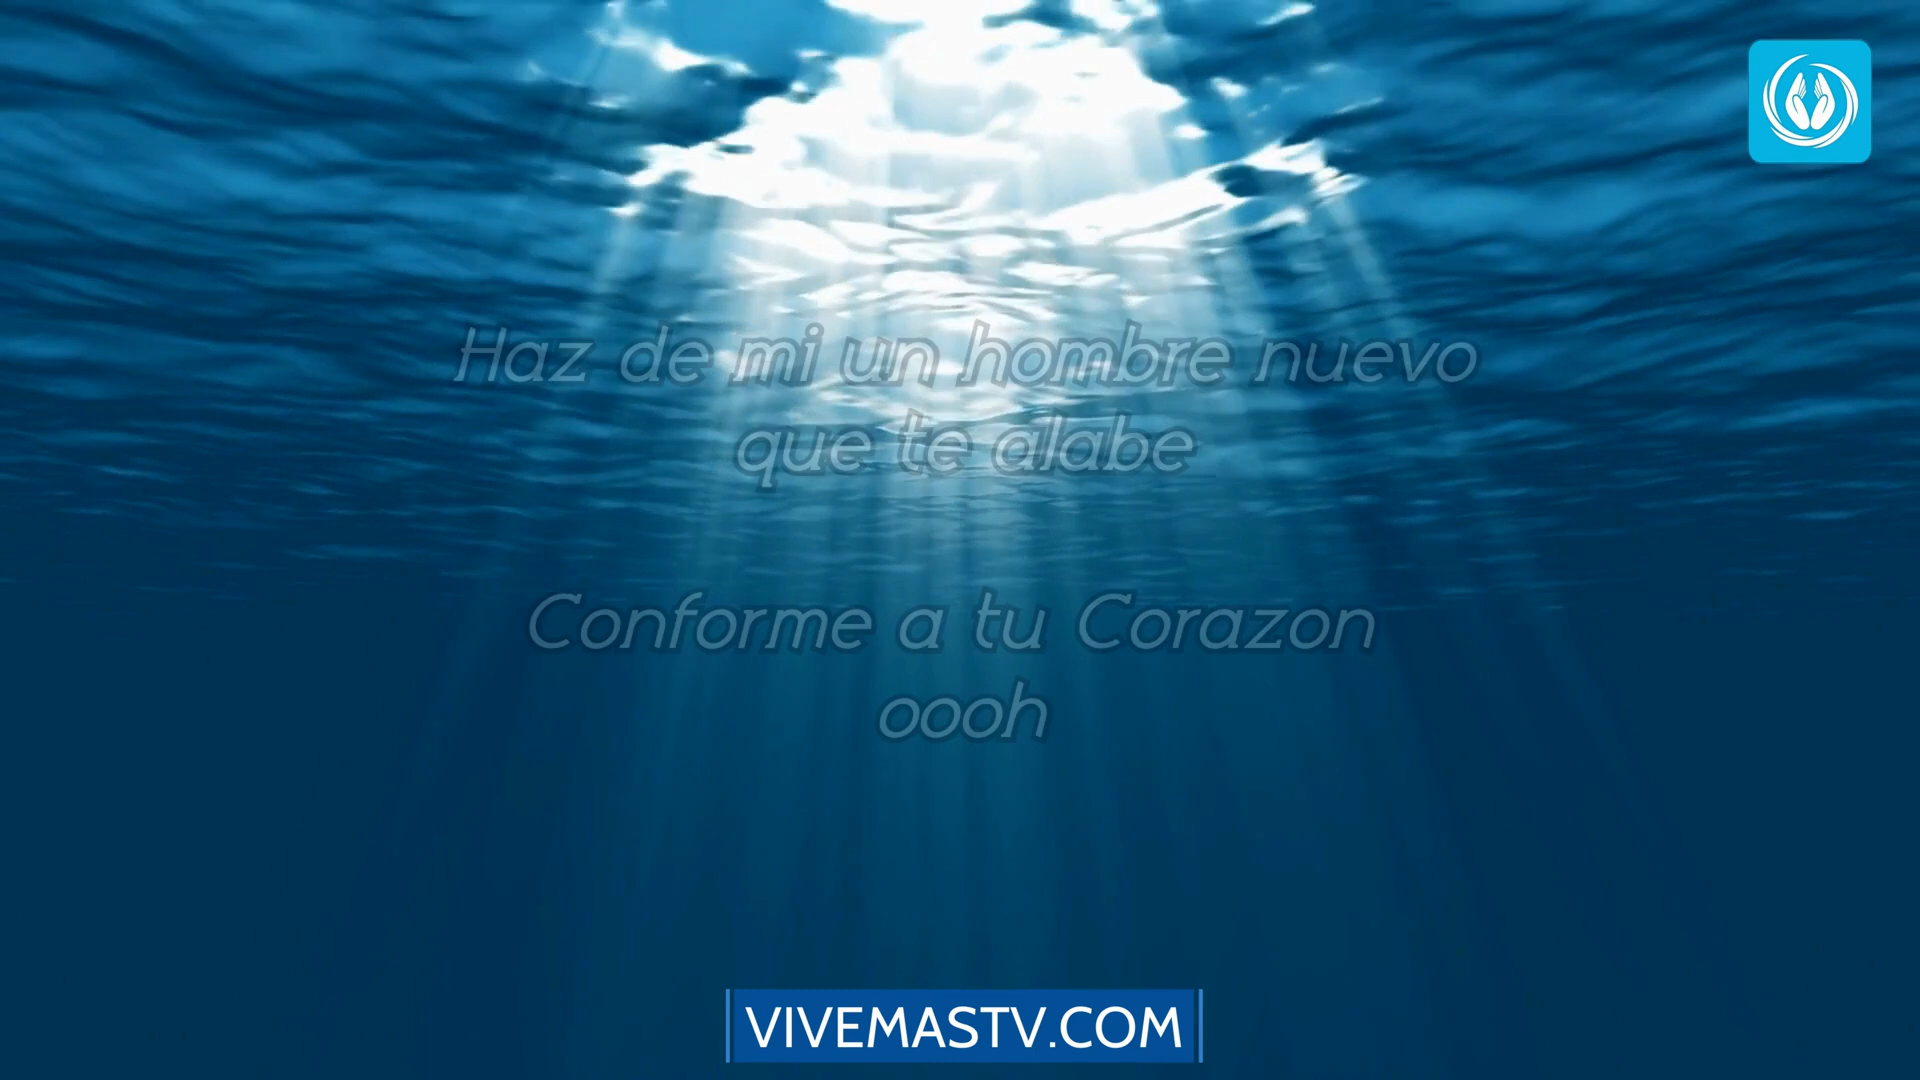 Haz de mi un hombre nuevo
que te alabe
Conforme a tu Corazon
oooh
VIVEMASTV.COM